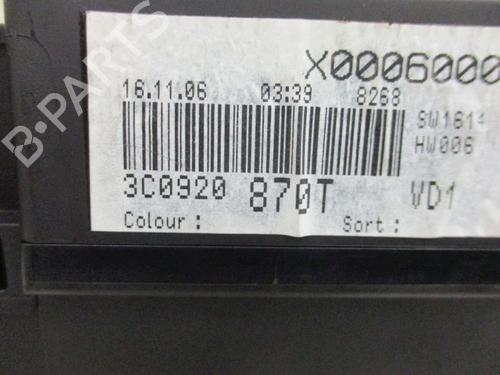 X0006000
16.11.06 03:39 8268
SW1614
HW006
3C0920 870T VD1
Colour : Sort :
B-PARTS